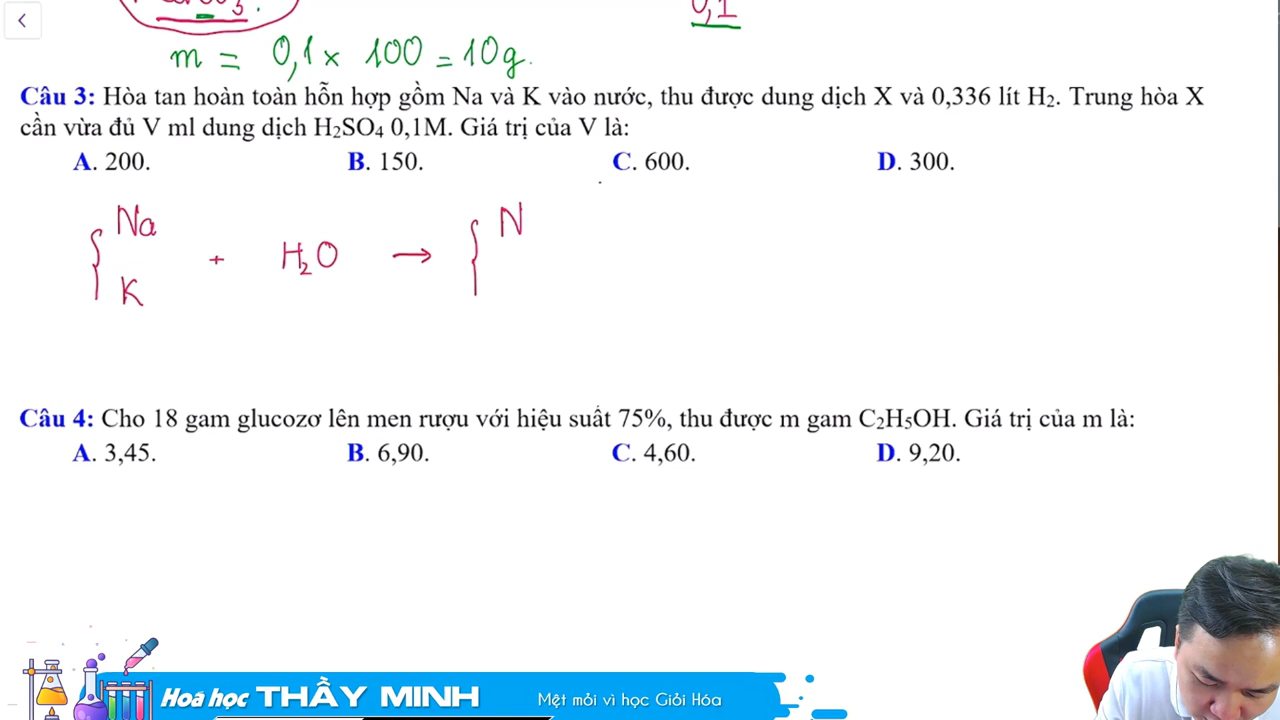 0,1
m = 0,1 x 100 = 10g.
Câu 3: Hòa tan hoàn toàn hỗn hợp gồm Na và K vào nước, thu được dung dịch X và 0,336 lít H₂. Trung hòa X
cần vừa đủ V ml dung dịch H₂SO₄ 0,1M. Giá trị của V là:
A. 200. B. 150. C. 600. D. 300.
Na
K
+ H₂O → { N
Câu 4: Cho 18 gam glucozơ lên men rượu với hiệu suất 75%, thu được m gam C₂H₅OH. Giá trị của m là:
A. 3,45. B. 6,90. C. 4,60. D. 9,20.
Hoá học THẦY MINH Mệt mỏi vì học Giỏi Hóa